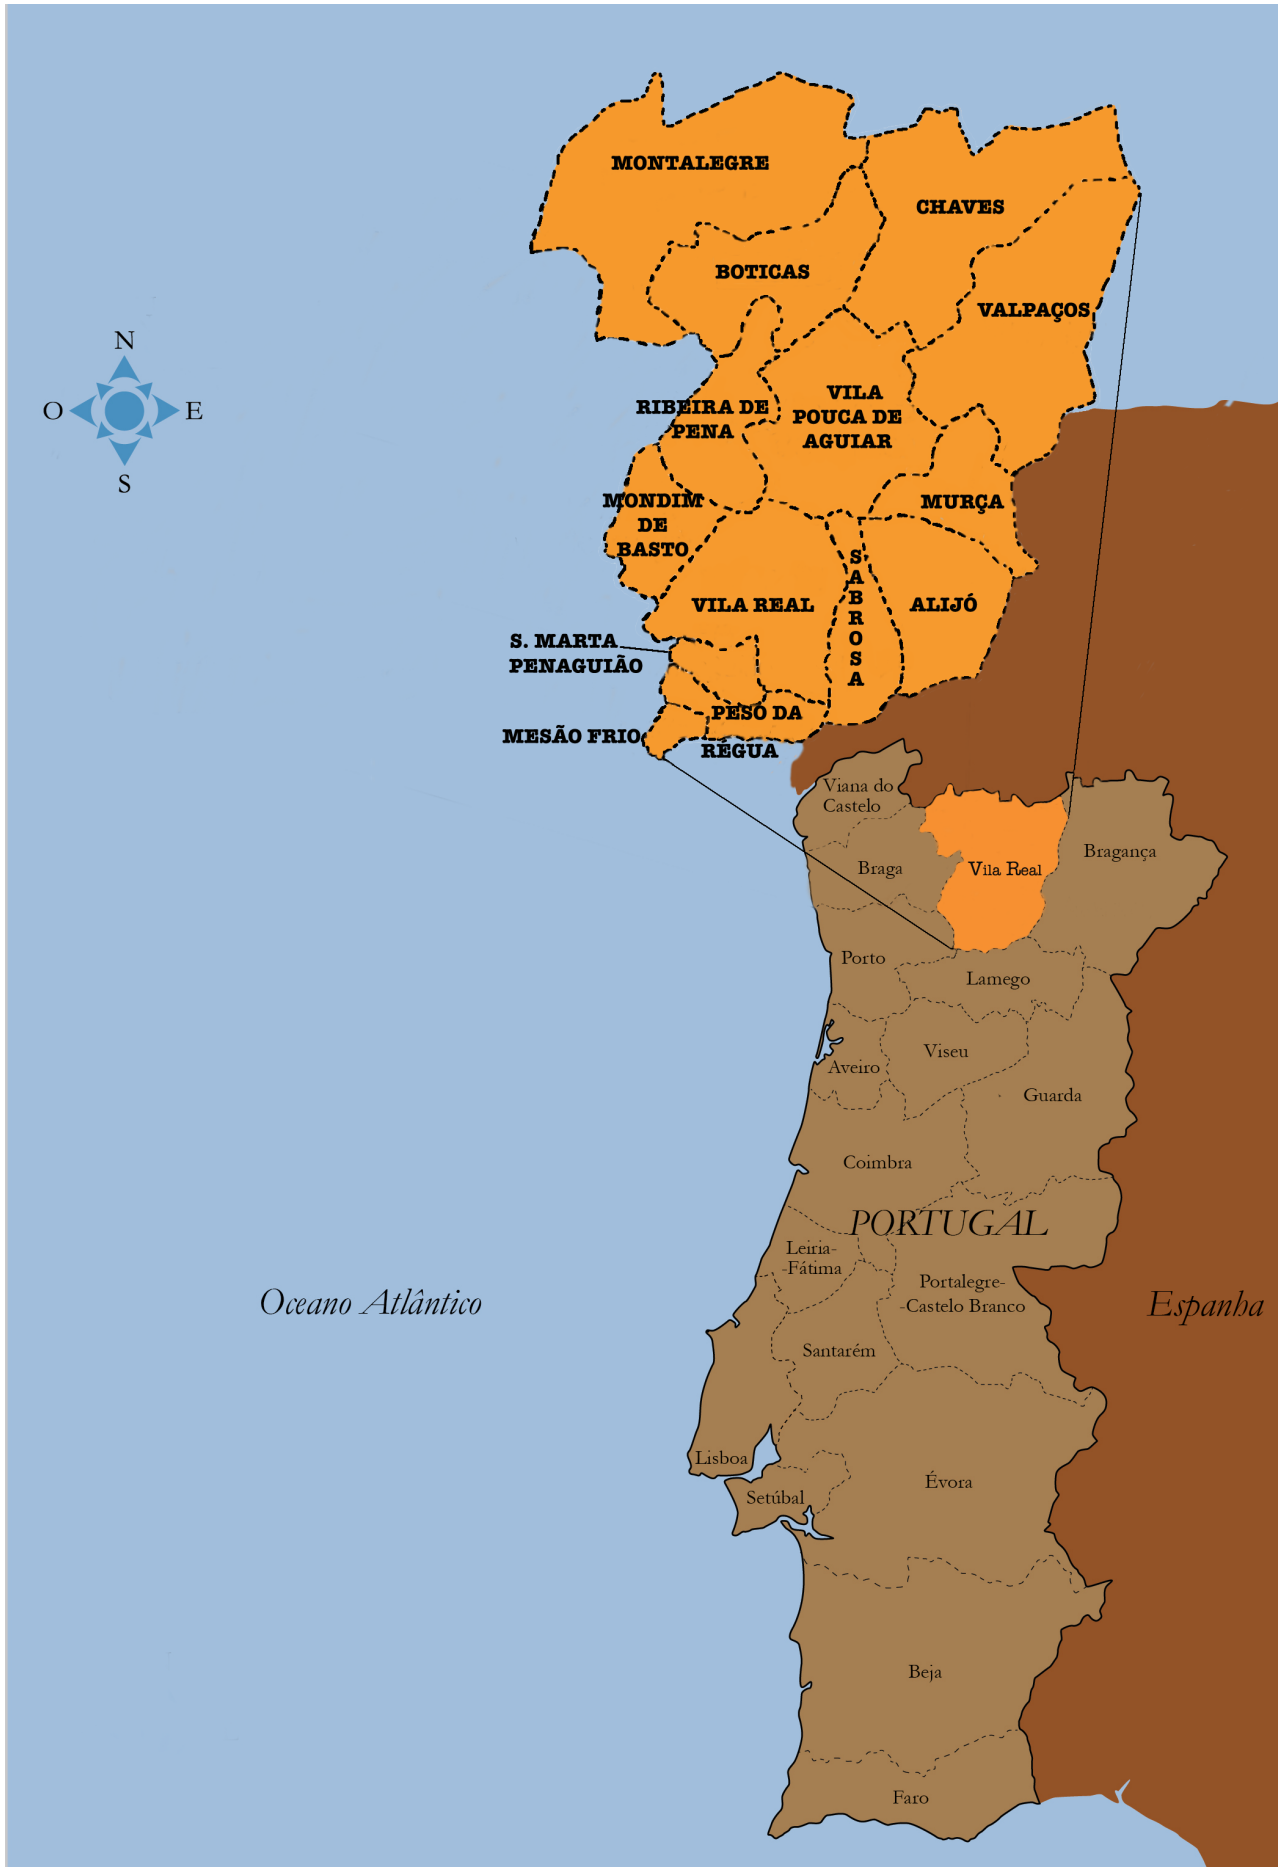 MONTALEGRE
CHAVES
BOTICAS
VALPAÇOS
N
O
E
S
RIBEIRA DE
PENA
VILA
POUCA DE
AGUIAR
MONDIM
DE
BASTO
MURÇA
VILA REAL
S
A
B
R
O
S
A
ALIJÓ
S. MARTA
PENAGUIÃO
MESÃO FRIO
PESO DA
RÉGUA
Viana do
Castelo
Braga
Vila Real
Bragança
Porto
Lamego
Aveiro
Viseu
Guarda
Coimbra
PORTUGAL
Leiria-
-Fátima
Portalegre-
-Castelo Branco
Oceano Atlântico
Espanha
Santarém
Lisboa
Setúbal
Évora
Beja
Faro